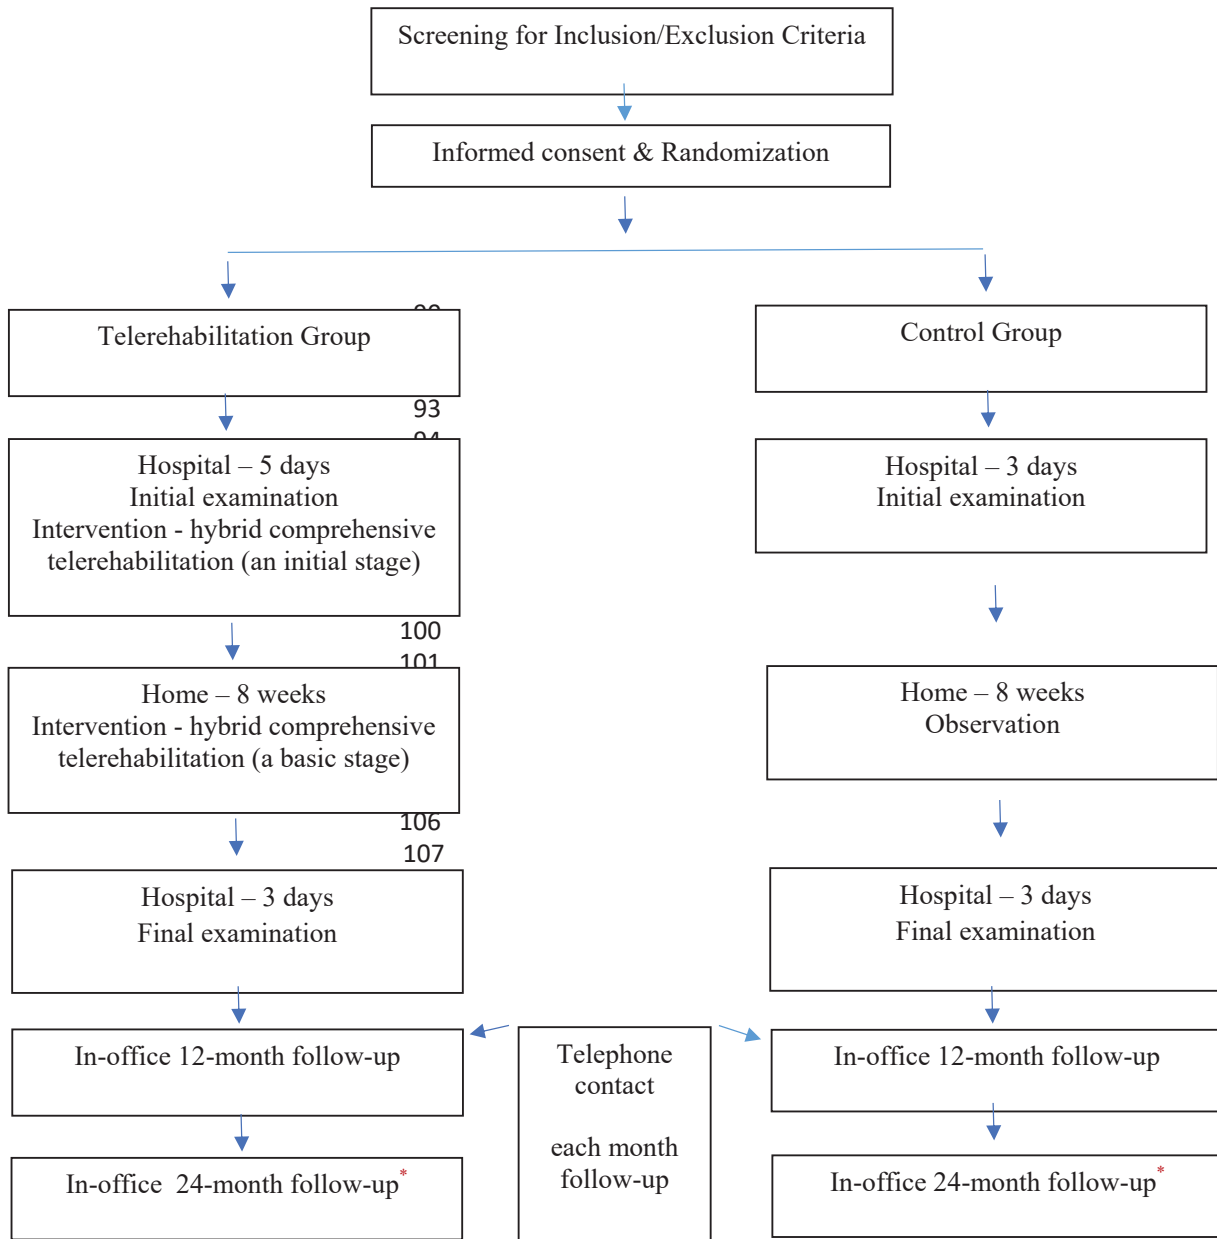 Screening for Inclusion/Exclusion Criteria
Informed consent & Randomization
Telerehabilitation Group
Control Group
93
Hospital – 5 days
Initial examination
Intervention - hybrid comprehensive
telerehabilitation (an initial stage)
Hospital – 3 days
Initial examination
100
101
Home – 8 weeks
Intervention - hybrid comprehensive
telerehabilitation (a basic stage)
Home – 8 weeks
Observation
106
107
Hospital – 3 days
Final examination
Hospital – 3 days
Final examination
In-office 12-month follow-up
Telephone
contact
each month
follow-up
In-office 12-month follow-up
In-office 24-month follow-up*
In-office 24-month follow-up*